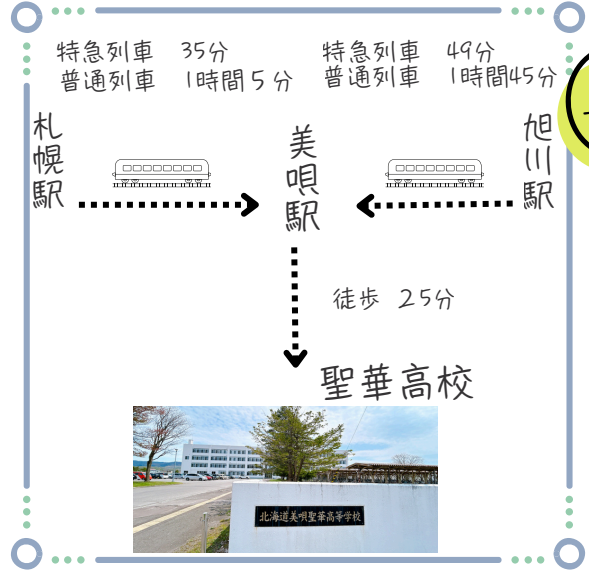 特急列車 35分
普通列車 1時間5分
特急列車 49分
普通列車 1時間45分
札幌駅
美唄駅
旭川駅
徒歩 25分
聖華高校
北海道美唄聖華高等学校